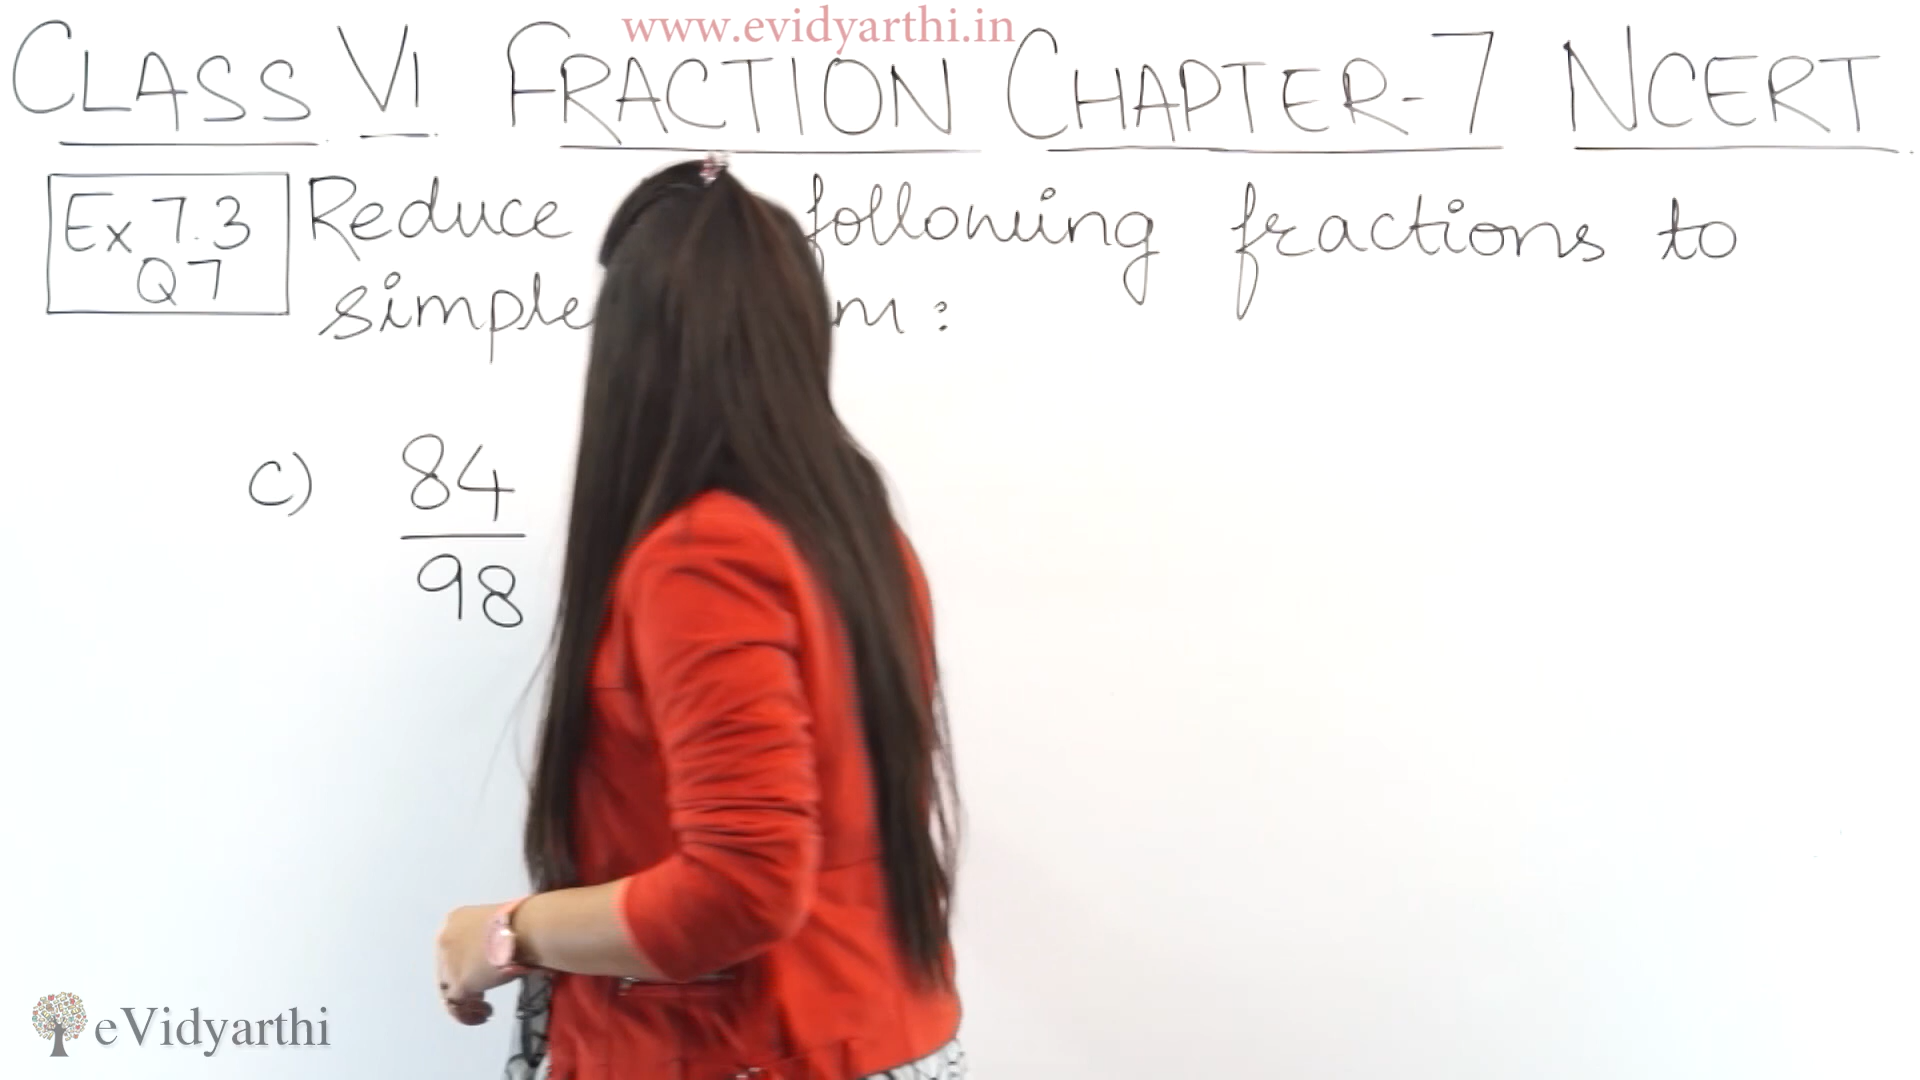 www.evidyarthi.in
CLASS VI FRACTION CHAPTER-7 NCERT
Ex 7.3
Q7
Reduce following fractions to
simple m:
c) 84
98
eVidyarthi